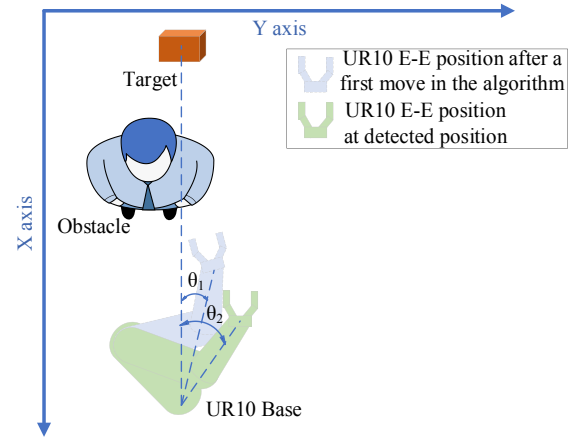 Y axis
Target
UR10 E-E position after a
first move in the algorithm
UR10 E-E position
at detected position
X axis
Obstacle
θ1
θ2
UR10 Base